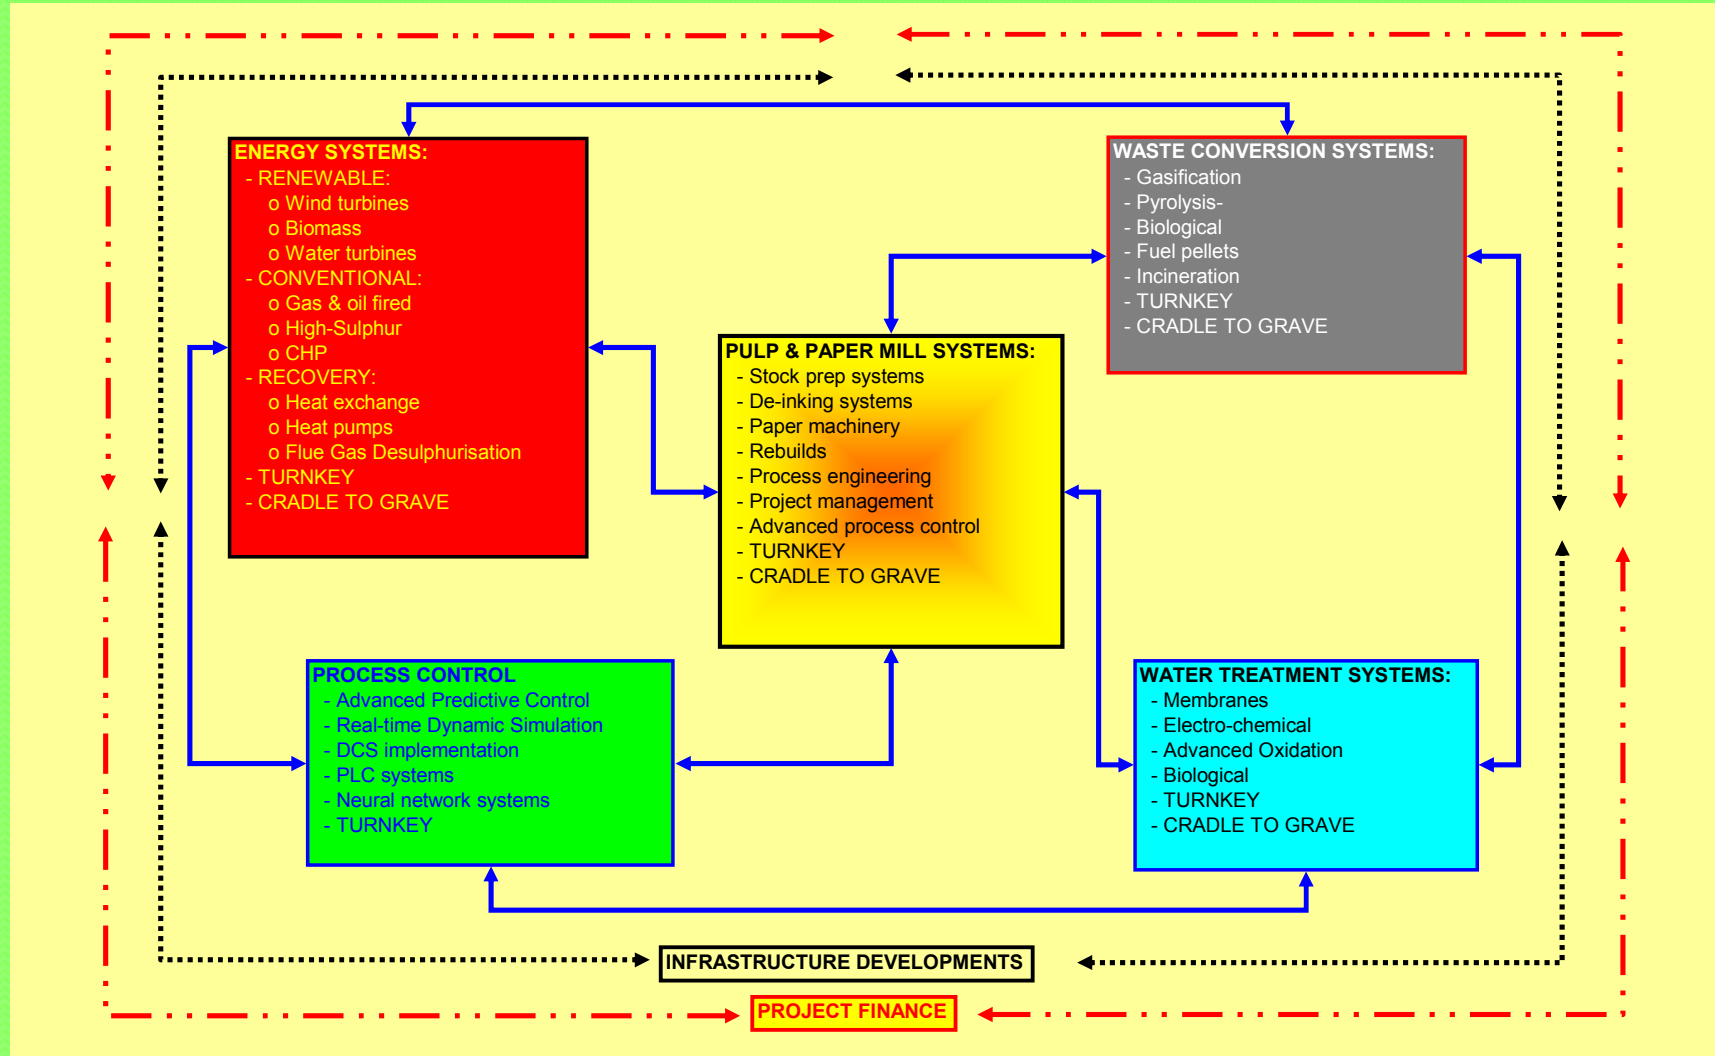 ENERGY SYSTEMS:
- RENEWABLE:
o Wind turbines
o Biomass
o Water turbines
- CONVENTIONAL:
o Gas & oil fired
o High-Sulphur
o CHP
- RECOVERY:
o Heat exchange
o Heat pumps
o Flue Gas Desulphurisation
- TURNKEY
- CRADLE TO GRAVE
WASTE CONVERSION SYSTEMS:
- Gasification
- Pyrolysis-
- Biological
- Fuel pellets
- Incineration
- TURNKEY
- CRADLE TO GRAVE
PULP & PAPER MILL SYSTEMS:
- Stock prep systems
- De-inking systems
- Paper machinery
- Rebuilds
- Process engineering
- Project management
- Advanced process control
- TURNKEY
- CRADLE TO GRAVE
PROCESS CONTROL
- Advanced Predictive Control
- Real-time Dynamic Simulation
- DCS implementation
- PLC systems
- Neural network systems
- TURNKEY
WATER TREATMENT SYSTEMS:
- Membranes
- Electro-chemical
- Advanced Oxidation
- Biological
- TURNKEY
- CRADLE TO GRAVE
INFRASTRUCTURE DEVELOPMENTS
PROJECT FINANCE